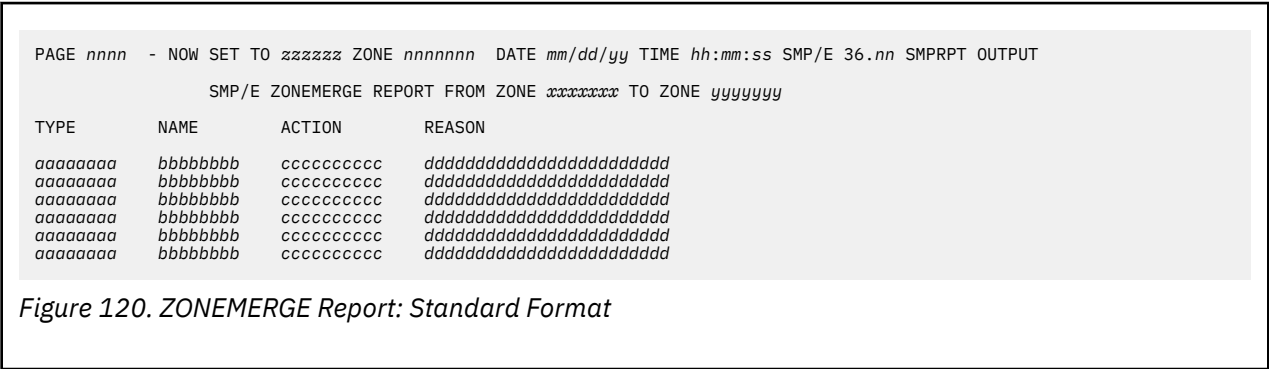 PAGE nnnn - NOW SET TO zzzzzz ZONE nnnnnnn DATE mm/dd/yy TIME hh:mm:ss SMP/E 36.nn SMPRPT OUTPUT
SMP/E ZONEMERGE REPORT FROM ZONE xxxxxxx TO ZONE yyyyyyy
TYPE NAME ACTION REASON
aaaaaaaa bbbbbbbb cccccccccc dddddddddddddddddddddddd
aaaaaaaa bbbbbbbb cccccccccc dddddddddddddddddddddddd
aaaaaaaa bbbbbbbb cccccccccc dddddddddddddddddddddddd
aaaaaaaa bbbbbbbb cccccccccc dddddddddddddddddddddddd
aaaaaaaa bbbbbbbb cccccccccc dddddddddddddddddddddddd
aaaaaaaa bbbbbbbb cccccccccc dddddddddddddddddddddddd
Figure 120. ZONEMERGE Report: Standard Format